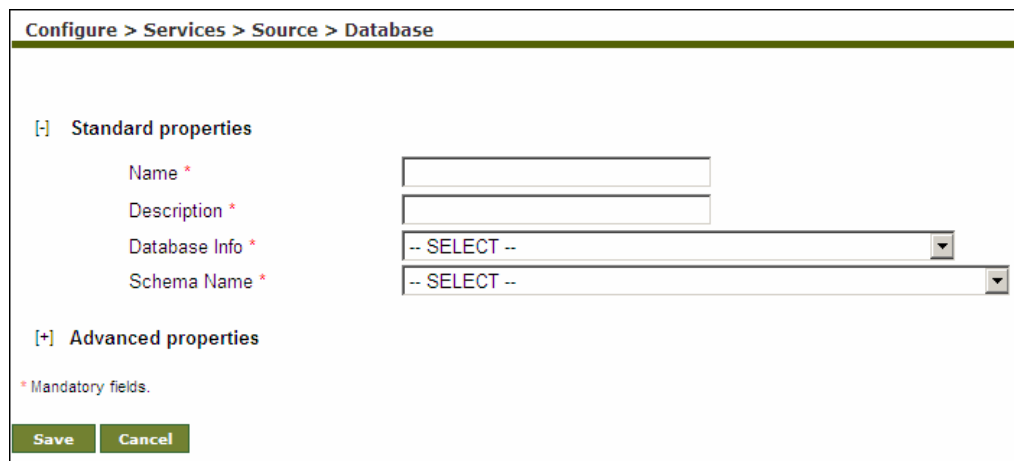 Configure > Services > Source > Database
[-] Standard properties
Name *
Description *
Database Info * -- SELECT --
Schema Name * -- SELECT --
[+] Advanced properties
* Mandatory fields.
Save Cancel